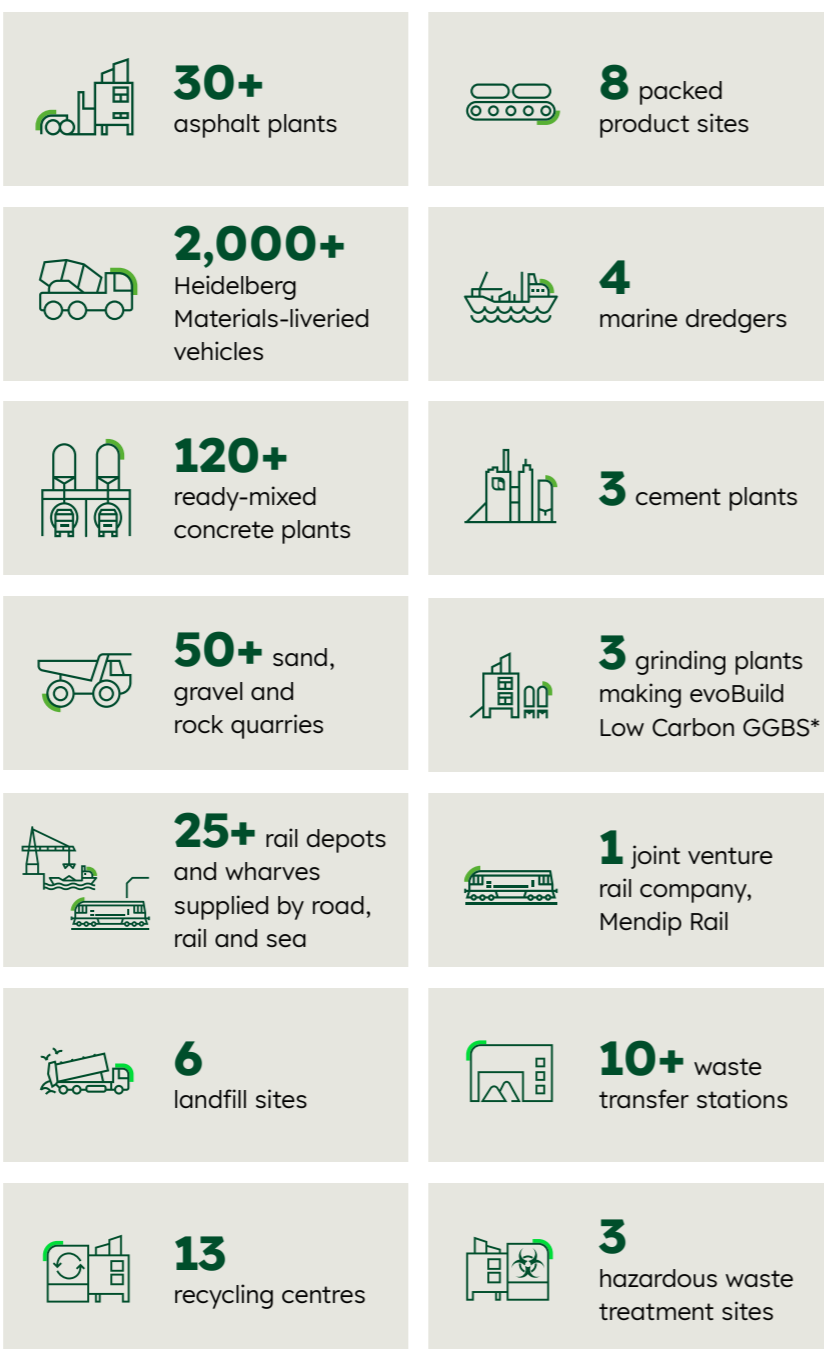 30+
asphalt plants
8 packed
product sites
2,000+
Heidelberg
Materials-liveried
vehicles
4
marine dredgers
120+
ready-mixed
concrete plants
3 cement plants
50+ sand,
gravel and
rock quarries
3 grinding plants
making evoBuild
Low Carbon GGBS*
25+ rail depots
and wharves
supplied by road,
rail and sea
1 joint venture
rail company,
Mendip Rail
6
landfill sites
10+ waste
transfer stations
13
recycling centres
3
hazardous waste
treatment sites